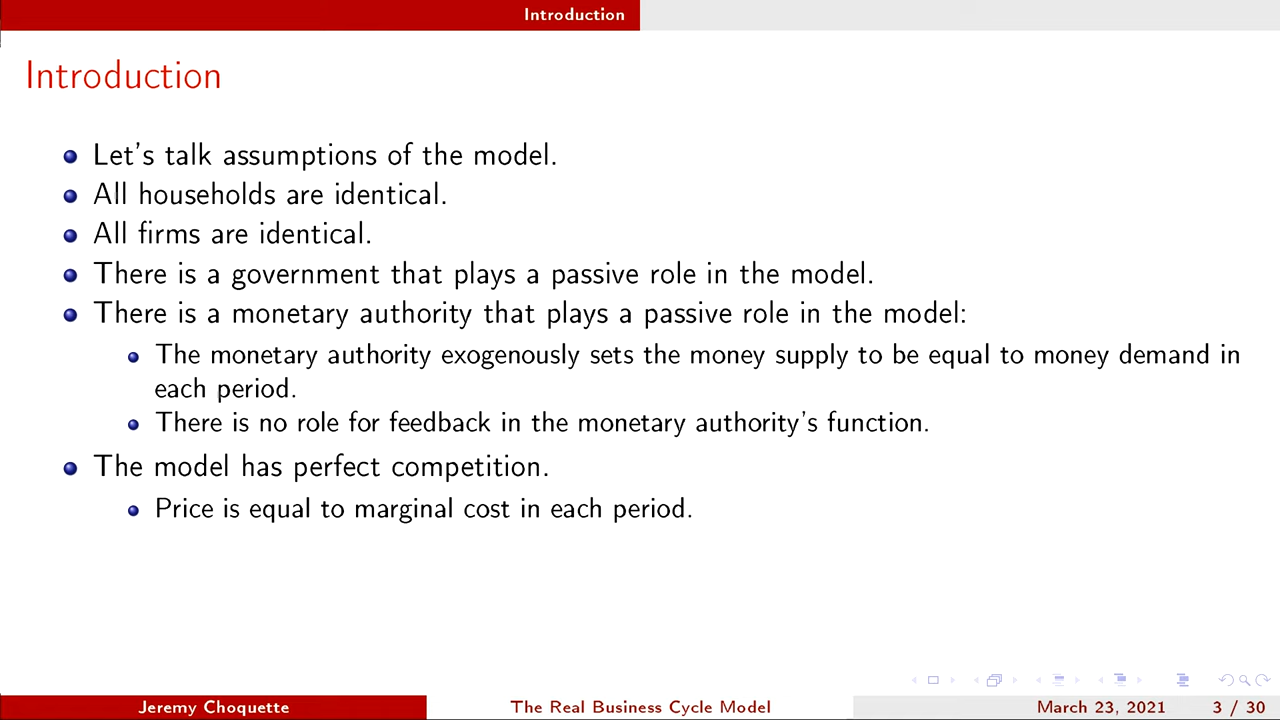 Introduction
Introduction
Let's talk assumptions of the model.
All households are identical.
All firms are identical.
There is a government that plays a passive role in the model.
There is a monetary authority that plays a passive role in the model:
The monetary authority exogenously sets the money supply to be equal to money demand in
each period.
There is no role for feedback in the monetary authority's function.
The model has perfect competition.
Price is equal to marginal cost in each period.
Jeremy Choquette
The Real Business Cycle Model
March 23, 2021
3 / 30